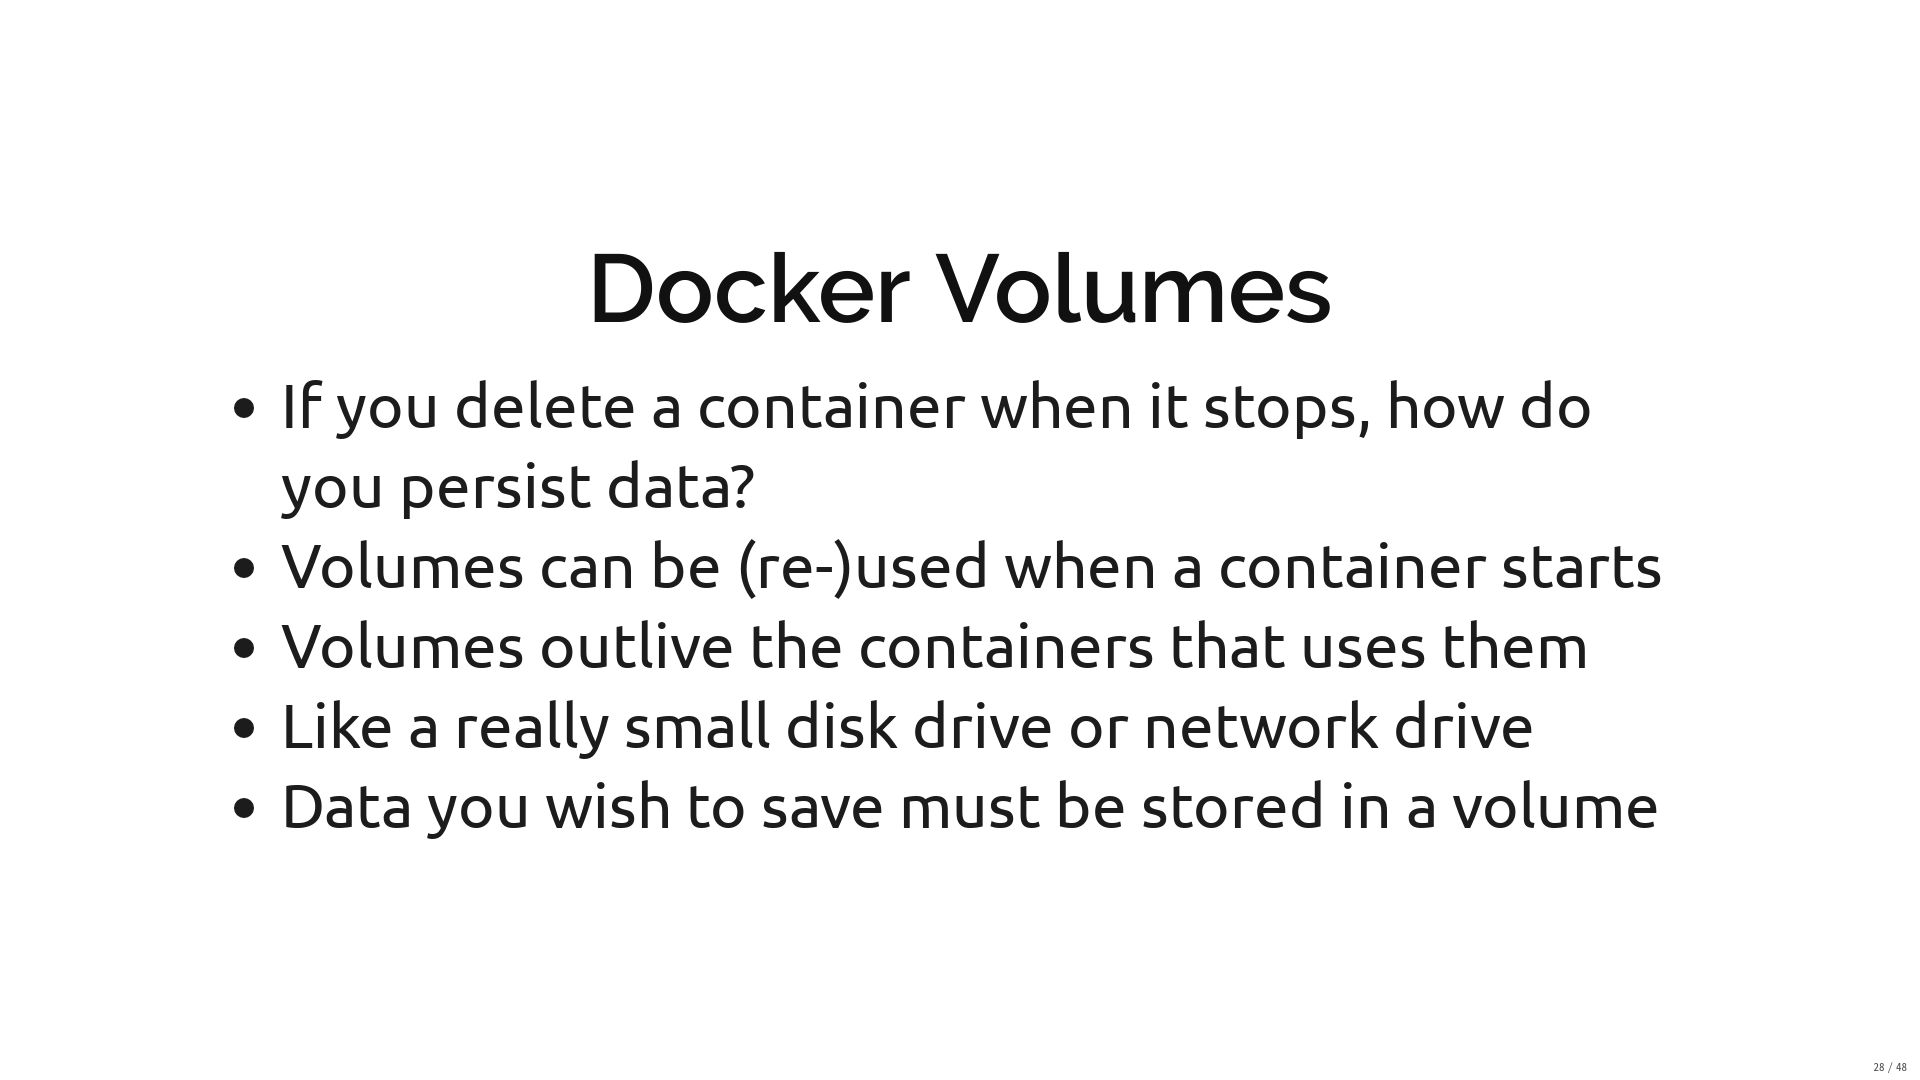 Docker Volumes
• If you delete a container when it stops, how do
you persist data?
• Volumes can be (re-)used when a container starts
• Volumes outlive the containers that uses them
• Like a really small disk drive or network drive
• Data you wish to save must be stored in a volume
28 / 48